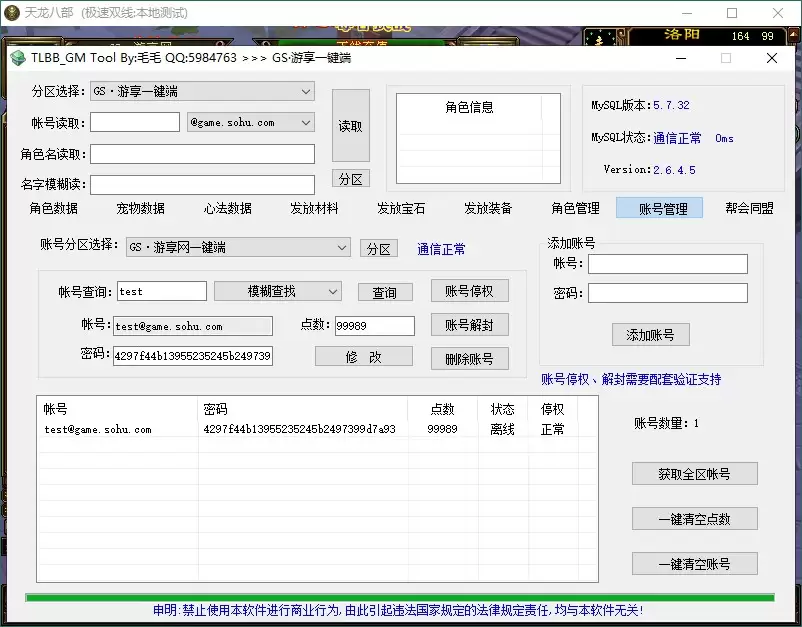 天龙八部 (极速双线:本地测试)
洛阳 164 99
TLBB_GM Tool By:毛毛 QQ:5984763 >>> GS·游享一键端
分区选择: GS·游享一键端
帐号读取: @game.sohu.com
读取
角色名读取:
名字模糊读:
分区
角色信息
MySQL版本:5.7.32
MySQL状态:通信正常 0ms
Version:2.6.4.5
角色数据 宠物数据 心法数据 发放材料 发放宝石 发放装备 角色管理 账号管理 帮会同盟
账号分区选择: GS·游享网一键端 分区 通信正常
帐号查询: test 模糊查找 查询 账号停权
帐号: test@game.sohu.com 点数: 99989 账号解封
密码: 4297f44b13955235245b249739 修 改 删除账号
添加账号
帐号:
密码:
添加账号
账号停权、解封需要配套验证支持
帐号 密码 点数 状态 停权
test@game.sohu.com 4297f44b13955235245b2497399d7a93 99989 离线 正常
账号数量: 1
获取全区帐号
一键清空点数
一键清空账号
申明:禁止使用本软件进行商业行为,由此引起违法国家规定的法律规定责任,均与本软件无关!